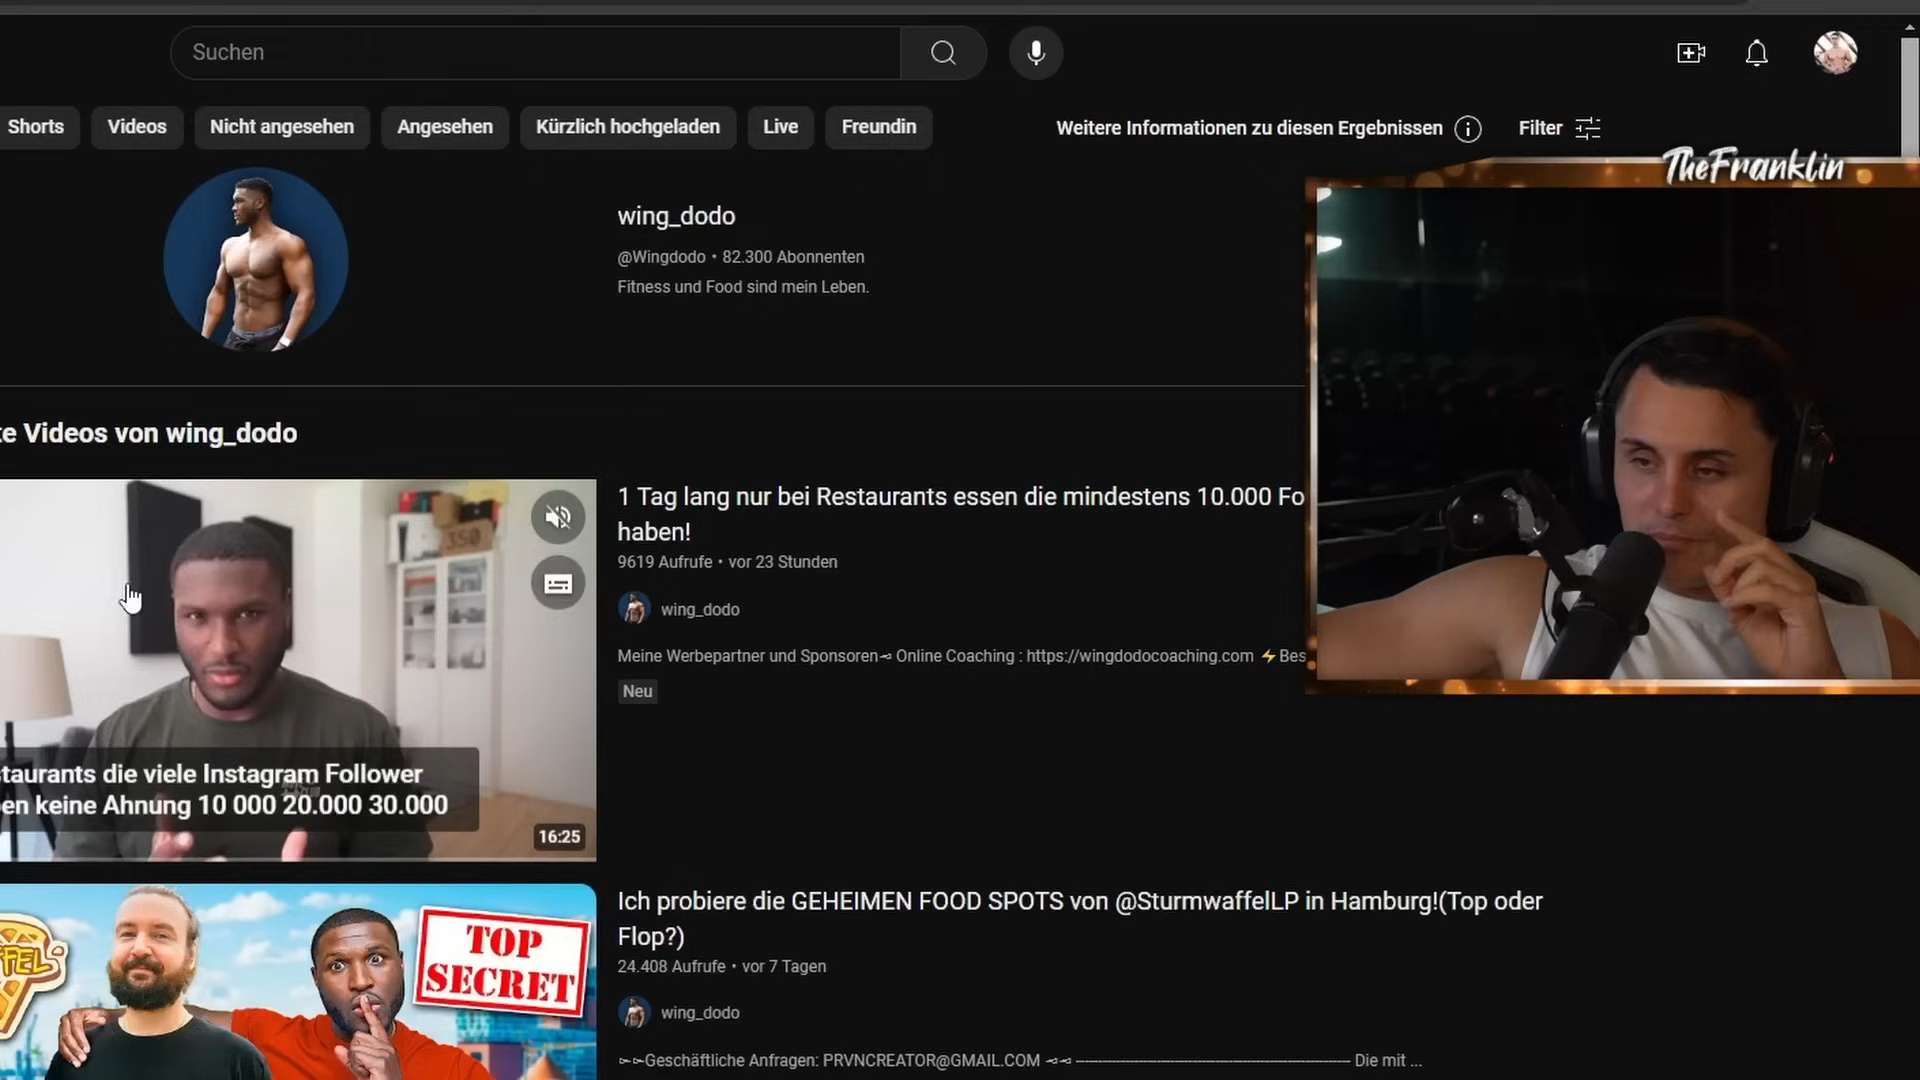 Suchen
Shorts
Videos
Nicht angesehen
Angesehen
Kürzlich hochgeladen
Live
Freundin
Weitere Informationen zu diesen Ergebnissen
Filter
TheFranklin
wing_dodo
@Wingdodo • 82.300 Abonnenten
Fitness und Food sind mein Leben.
te Videos von wing_dodo
350
1 Tag lang nur bei Restaurants essen die mindestens 10.000 Fo
haben!
9619 Aufrufe • vor 23 Stunden
wing_dodo
Meine Werbepartner und Sponsoren⊸ Online Coaching : https://wingdodocoaching.com ⚡Bes
Neu
staurants die viele Instagram Follower
en keine Ahnung 10 000 20.000 30.000
16:25
FFEL
TOP
SECRET
Ich probiere die GEHEIMEN FOOD SPOTS von @SturmwaffelLP in Hamburg!(Top oder
Flop?)
24.408 Aufrufe • vor 7 Tagen
wing_dodo
⊱⊱Geschäftliche Anfragen: PRVNCREATOR@GMAIL.COM ⊰⊰ ------------------------------------------------------- Die mit ...